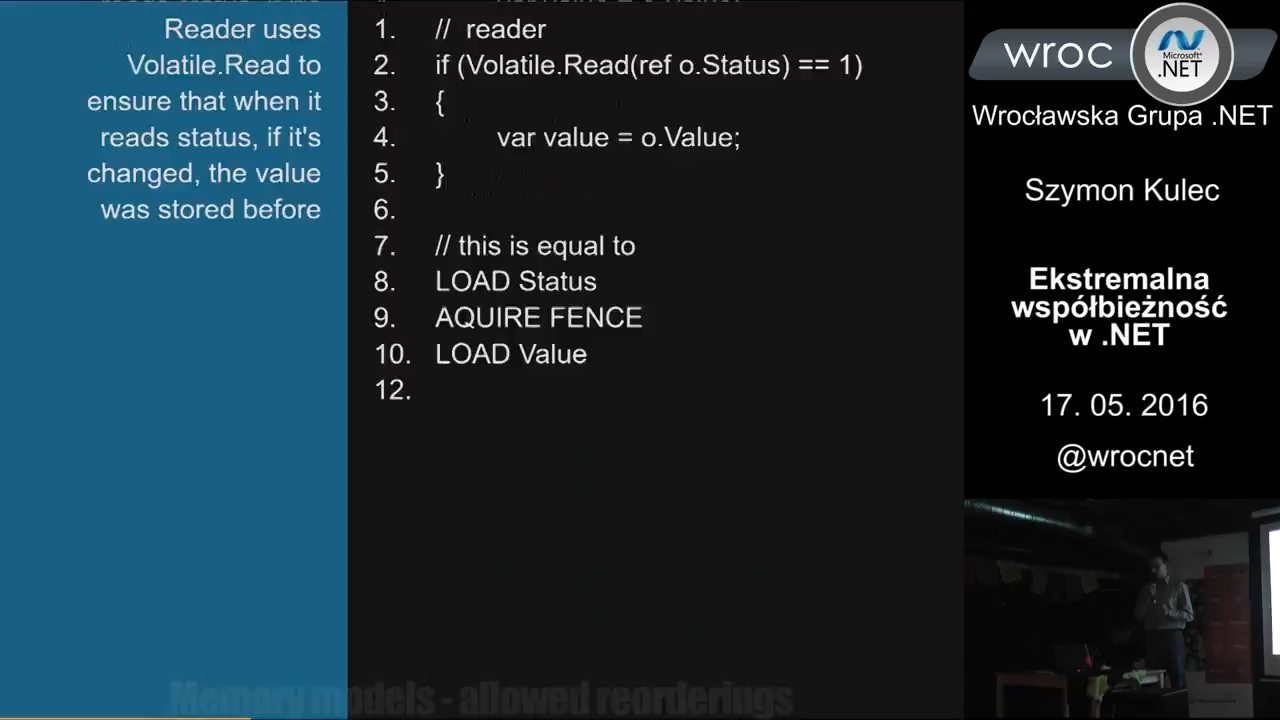 Reader uses
Volatile.Read to
ensure that when it
reads status, if it's
changed, the value
was stored before
1. // reader
2. if (Volatile.Read(ref o.Status) == 1)
3. {
4. var value = o.Value;
5. }
6.
7. // this is equal to
8. LOAD Status
9. AQUIRE FENCE
10. LOAD Value
12.
Memory models - allowed reorderings
wroc
Microsoft
.NET
Wrocławska Grupa .NET
Szymon Kulec
Ekstremalna
współbieżność
w .NET
17. 05. 2016
@wrocnet